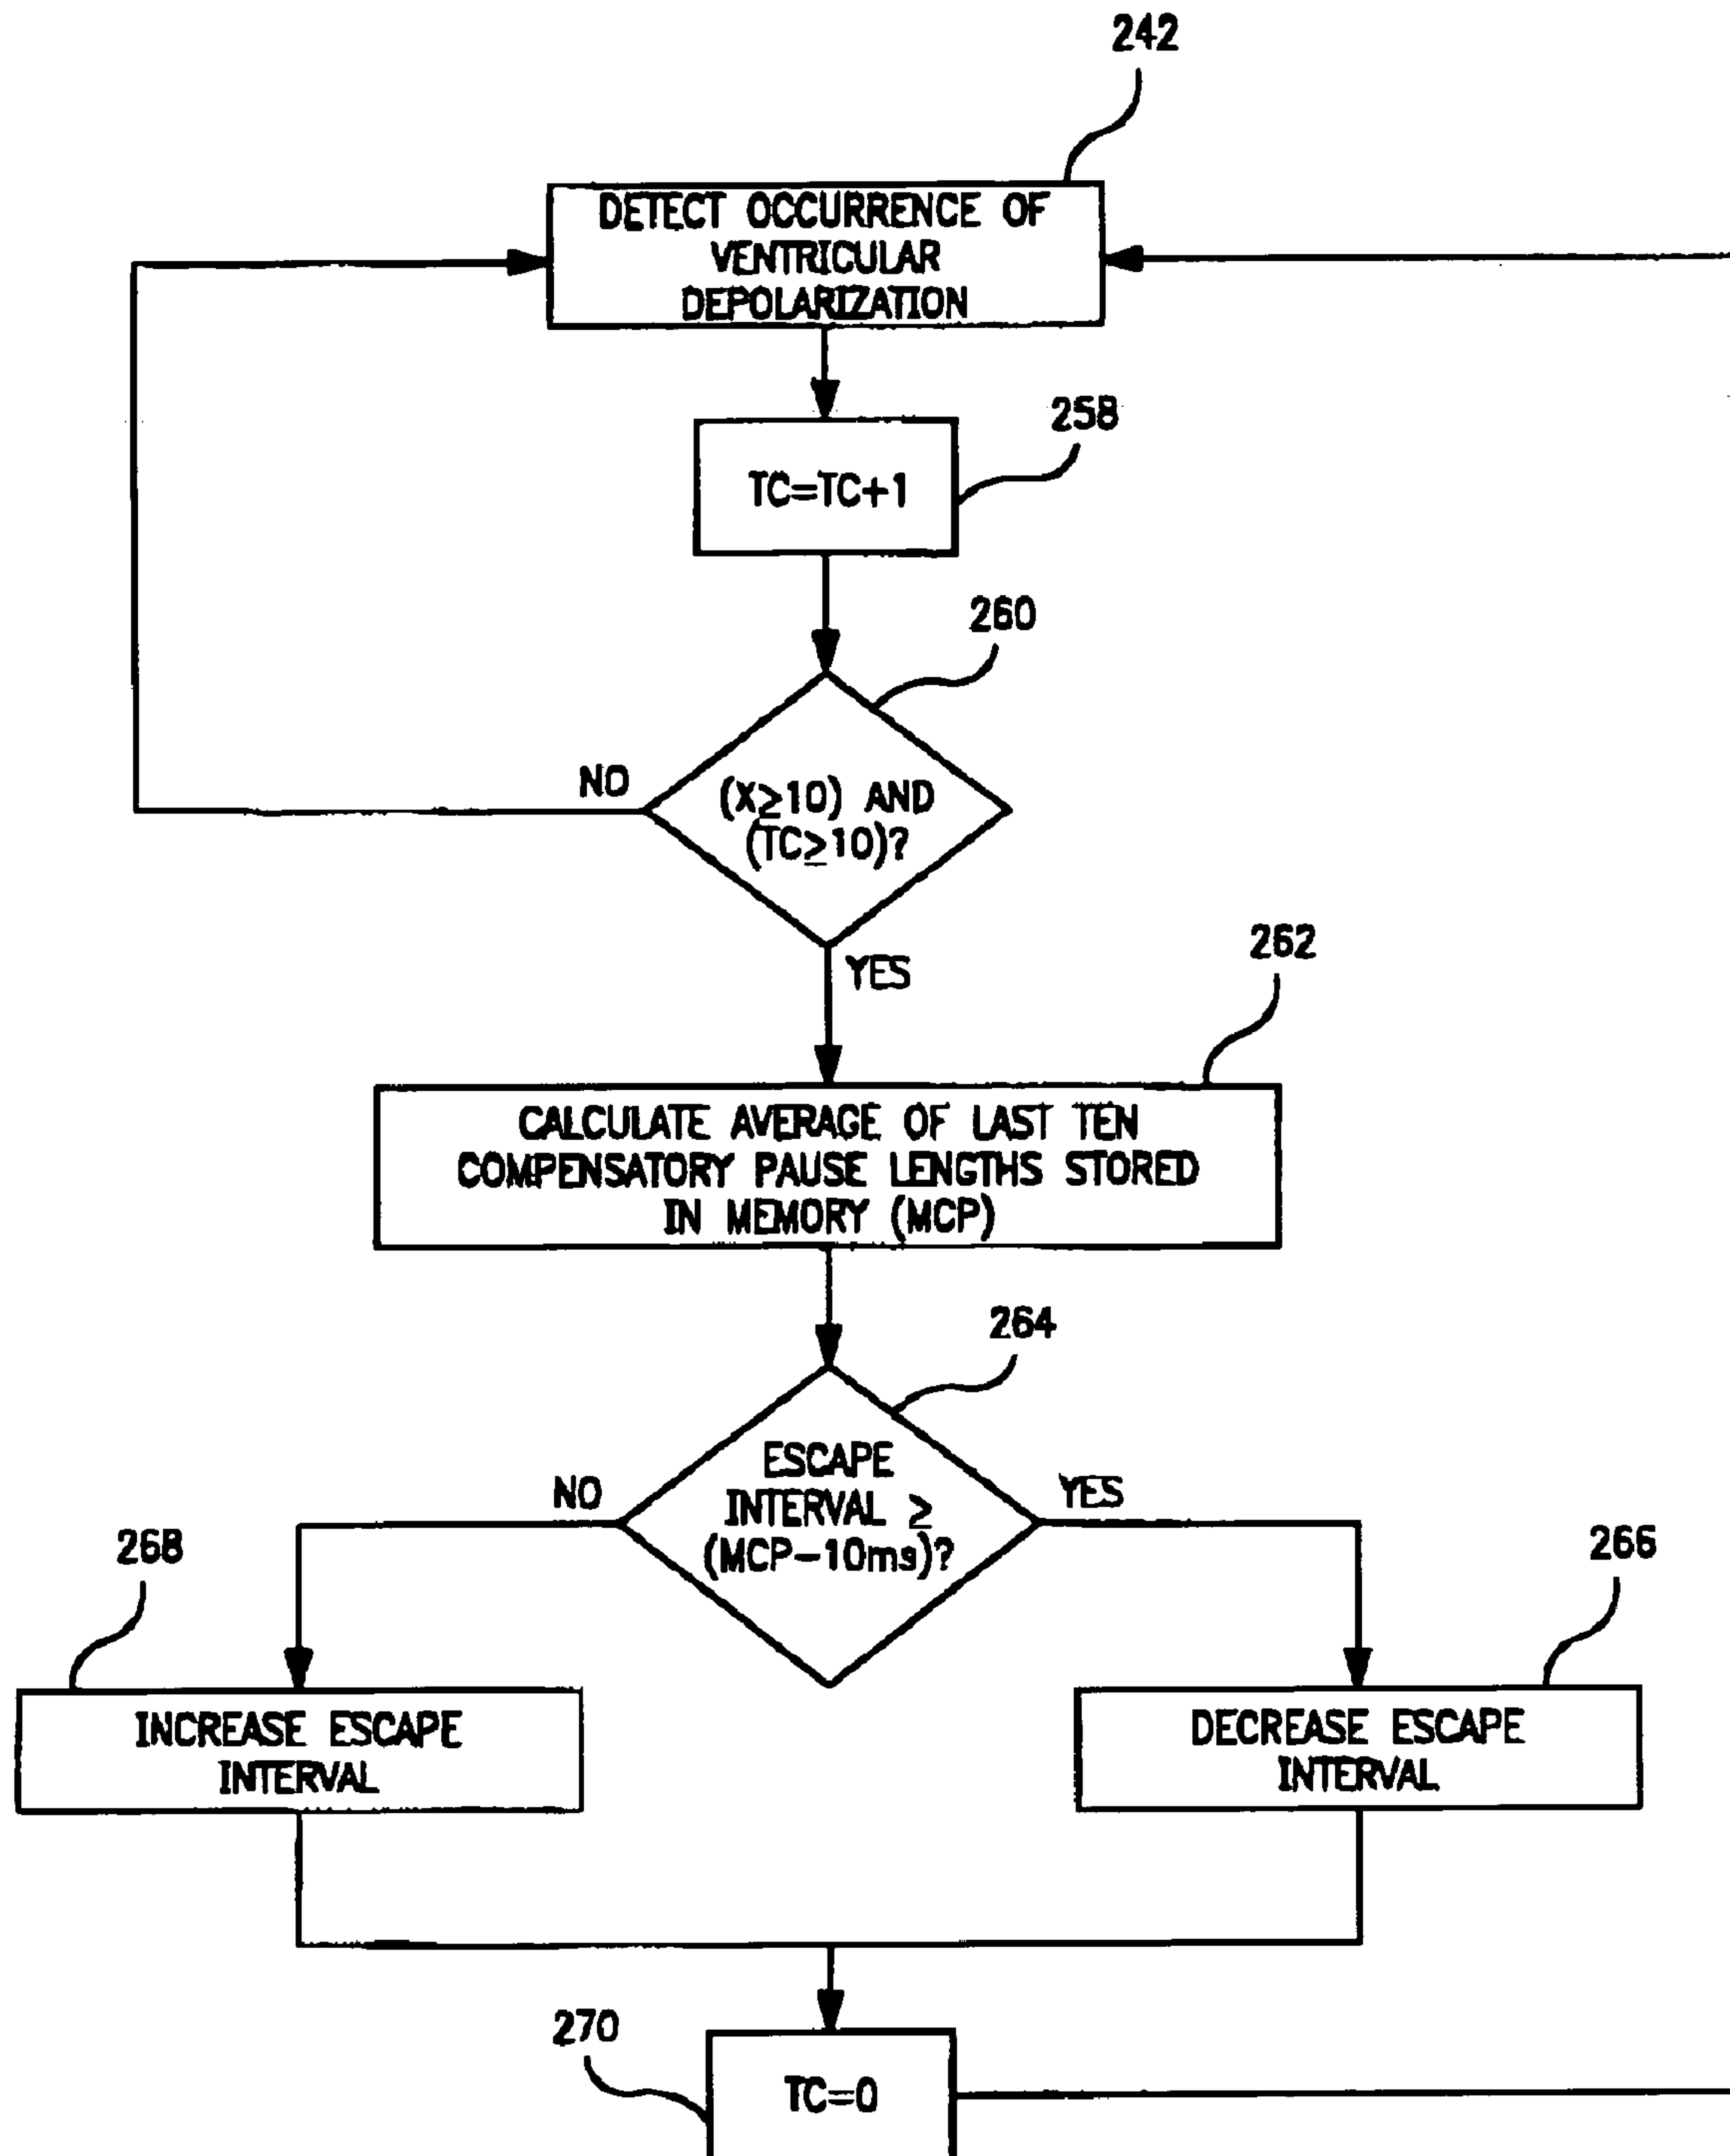 242
DETECT OCCURRENCE OF
VENTRICULAR
DEPOLARIZATION
258
TC=TC+1
260
NO
(X≥10) AND
(TC≥10)?
YES
262
CALCULATE AVERAGE OF LAST TEN
COMPENSATORY PAUSE LENGTHS STORED
IN MEMORY (MCP)
264
ESCAPE
INTERVAL ≥
(MCP-10ms)?
NO
YES
268
266
INCREASE ESCAPE
INTERVAL
DECREASE ESCAPE
INTERVAL
270
TC=0